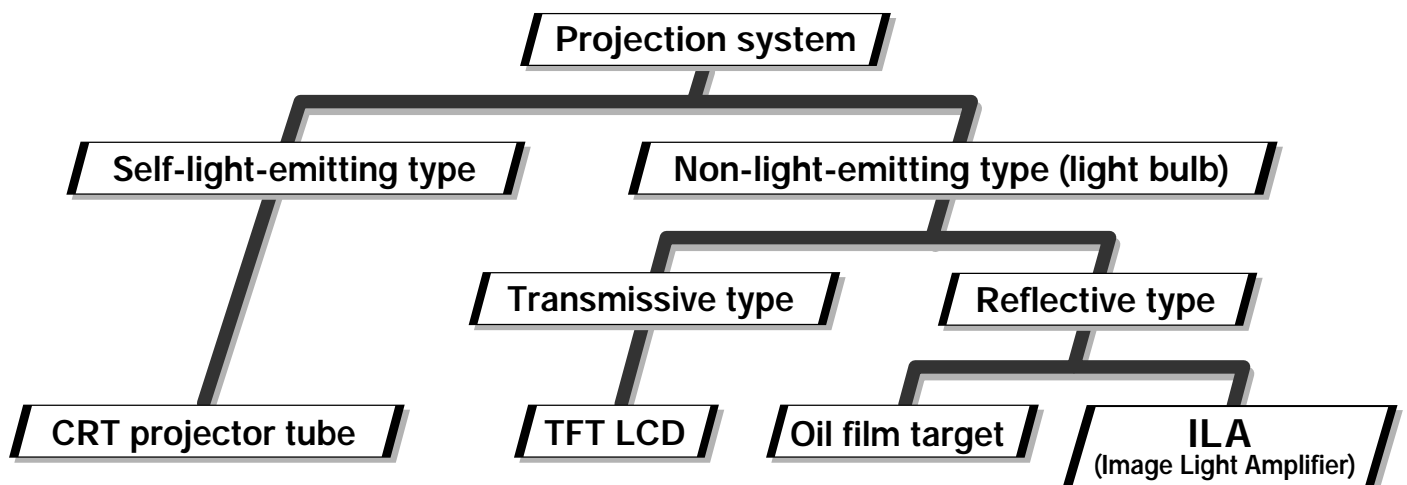 Projection system
Self-light-emitting type
Non-light-emitting type (light bulb)
Transmissive type
Reflective type
CRT projector tube
TFT LCD
Oil film target
ILA
(Image Light Amplifier)